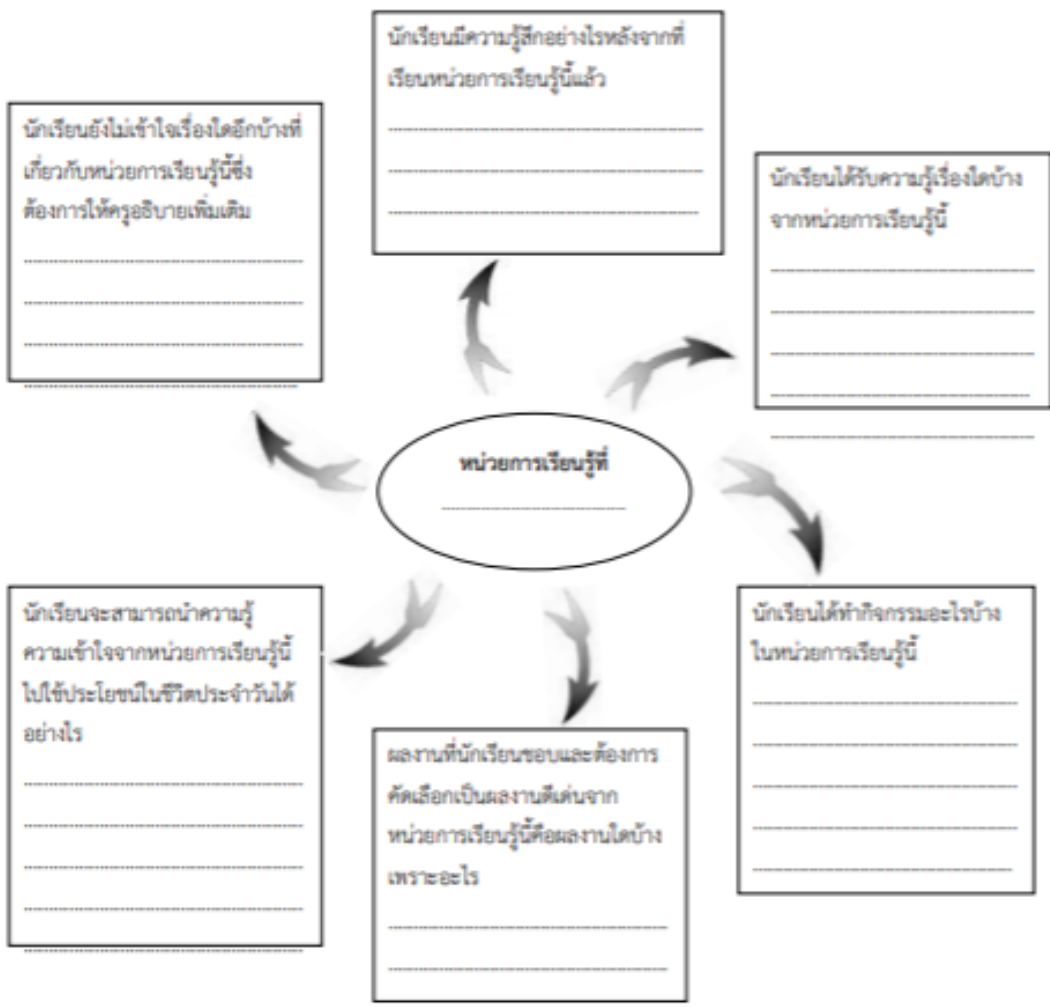 นักเรียนมีความรู้สึกอย่างไรหลังจากที่
เรียนหน่วยการเรียนรู้นี้แล้ว
นักเรียนยังไม่เข้าใจเรื่องใดอีกบ้างที่
เกี่ยวกับหน่วยการเรียนรู้นี้ซึ่ง
ต้องการให้ครูอธิบายเพิ่มเติม
นักเรียนได้รับความรู้เรื่องใดบ้าง
จากหน่วยการเรียนรู้นี้
หน่วยการเรียนรู้ที่
นักเรียนจะสามารถนำความรู้
ความเข้าใจจากหน่วยการเรียนรู้นี้
ไปใช้ประโยชน์ในชีวิตประจำวันได้
อย่างไร
ผลงานที่นักเรียนชอบและต้องการ
คัดเลือกเป็นผลงานดีเด่นจาก
หน่วยการเรียนรู้นี้คือผลงานใดบ้าง
เพราะอะไร
นักเรียนได้ทำกิจกรรมอะไรบ้าง
ในหน่วยการเรียนรู้นี้